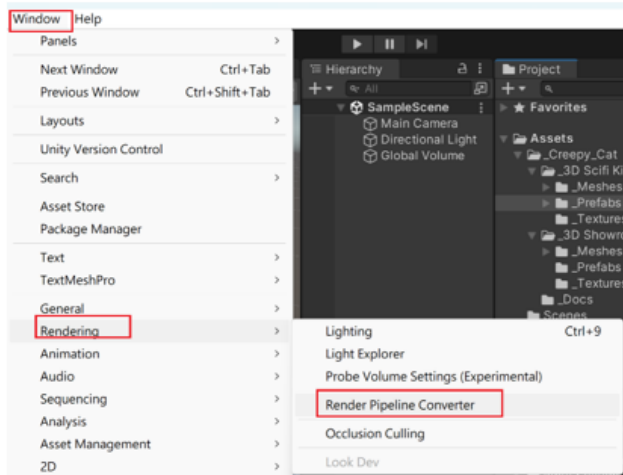 Window Help
Panels
Next Window Ctrl+Tab
Previous Window Ctrl+Shift+Tab
Layouts
Unity Version Control
Search
Asset Store
Package Manager
Text
TextMeshPro
General
Rendering
Animation
Audio
Sequencing
Analysis
Asset Management
2D
Hierarchy
All
SampleScene
Main Camera
Directional Light
Global Volume
Project
Favorites
Assets
_Creepy_Cat
_3D Scifi Ki
_Meshes
_Prefabs
_Textures
_3D Showro
_Meshes
_Prefabs
_Textures
_Docs
Scenes
Lighting Ctrl+9
Light Explorer
Probe Volume Settings (Experimental)
Render Pipeline Converter
Occlusion Culling
Look Dev